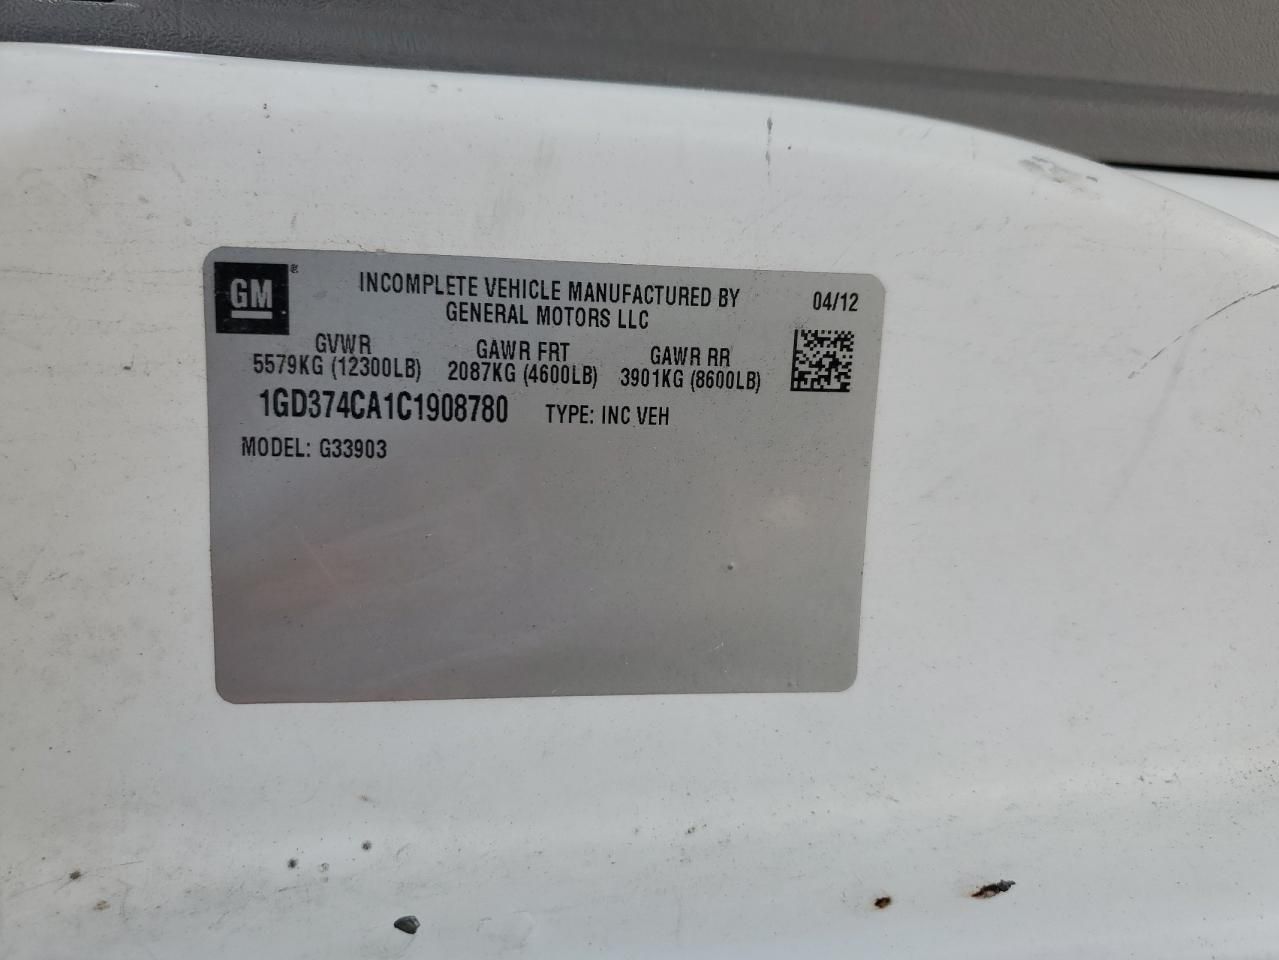 GM ®
INCOMPLETE VEHICLE MANUFACTURED BY
GENERAL MOTORS LLC
04/12
GVWR GAWR FRT GAWR RR
5579KG (12300LB) 2087KG (4600LB) 3901KG (8600LB)
1GD374CA1C1908780 TYPE: INC VEH
MODEL: G33903